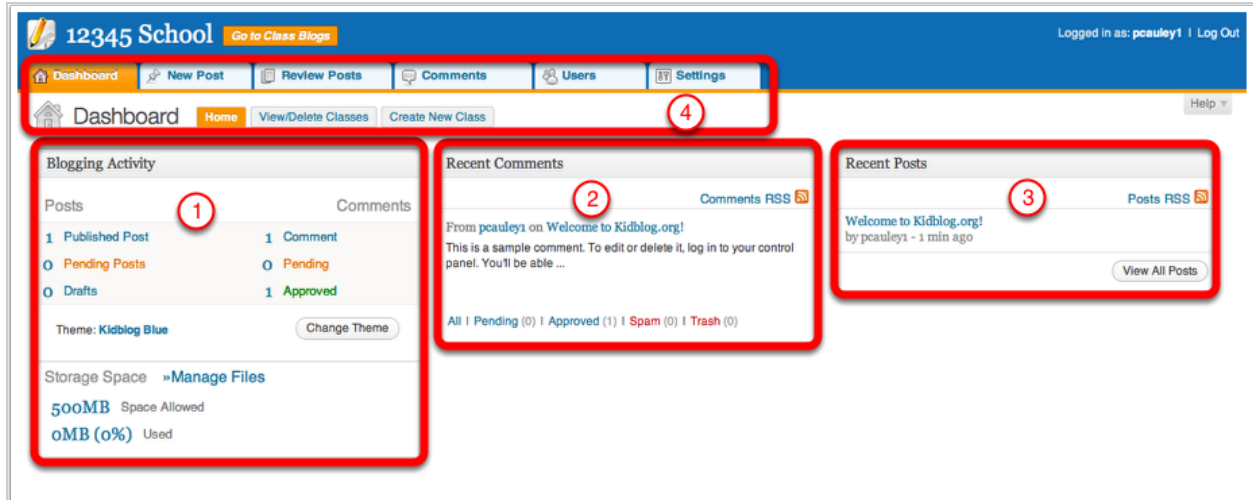 12345 School Go to Class Blogs Logged in as: pcauley1 | Log Out
Dashboard New Post Review Posts Comments Users Settings
Dashboard Home View/Delete Classes Create New Class 4 Help
Blogging Activity
1
Posts Comments
1 Published Post 1 Comment
0 Pending Posts 0 Pending
0 Drafts 1 Approved
Theme: Kidblog Blue Change Theme
Storage Space »Manage Files
500MB Space Allowed
0MB (0%) Used
Recent Comments
2
Comments RSS
From pcauley1 on Welcome to Kidblog.org!
This is a sample comment. To edit or delete it, log in to your control
panel. You'll be able ...
All | Pending (0) | Approved (1) | Spam (0) | Trash (0)
Recent Posts
3
Posts RSS
Welcome to Kidblog.org!
by pcauley1 - 1 min ago
View All Posts